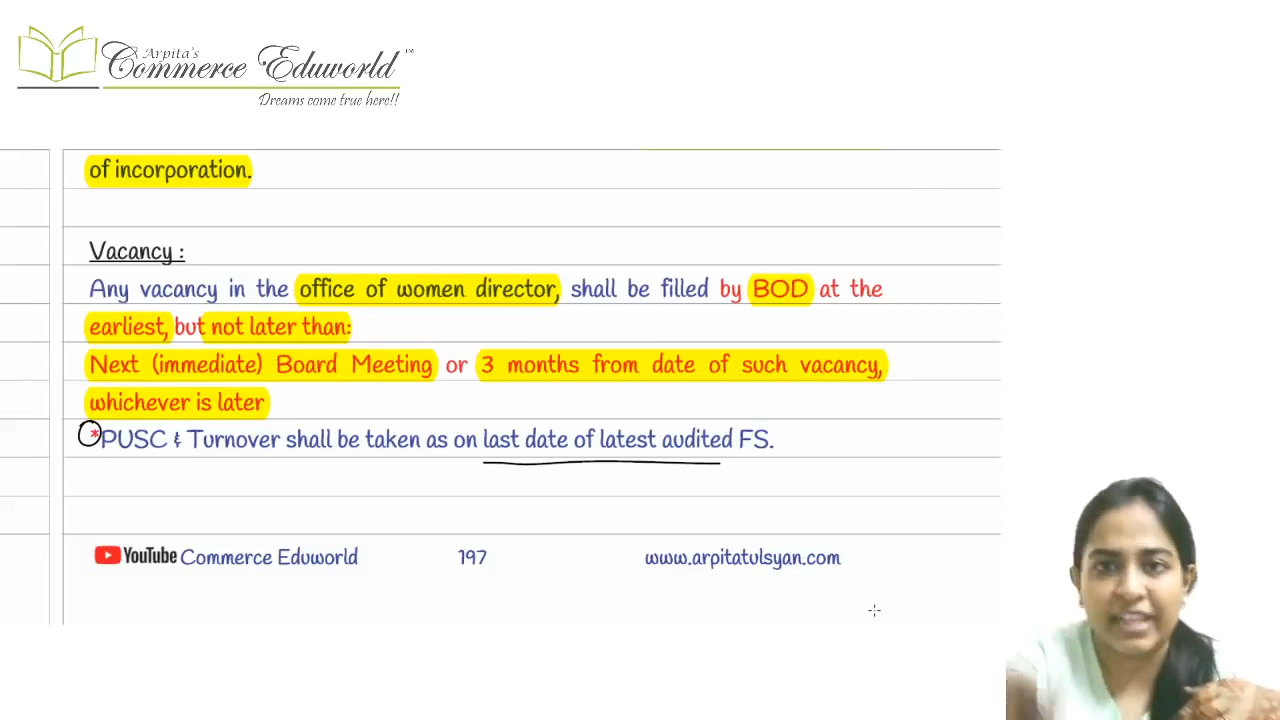 Arpita's
Commerce Eduworld™
Dreams come true here!!
of incorporation.
Vacancy :
Any vacancy in the office of women director, shall be filled by BOD at the
earliest, but not later than:
Next (immediate) Board Meeting or 3 months from date of such vacancy,
whichever is later
*PUSC & Turnover shall be taken as on last date of latest audited FS.
YouTube Commerce Eduworld 197 www.arpitatulsyan.com